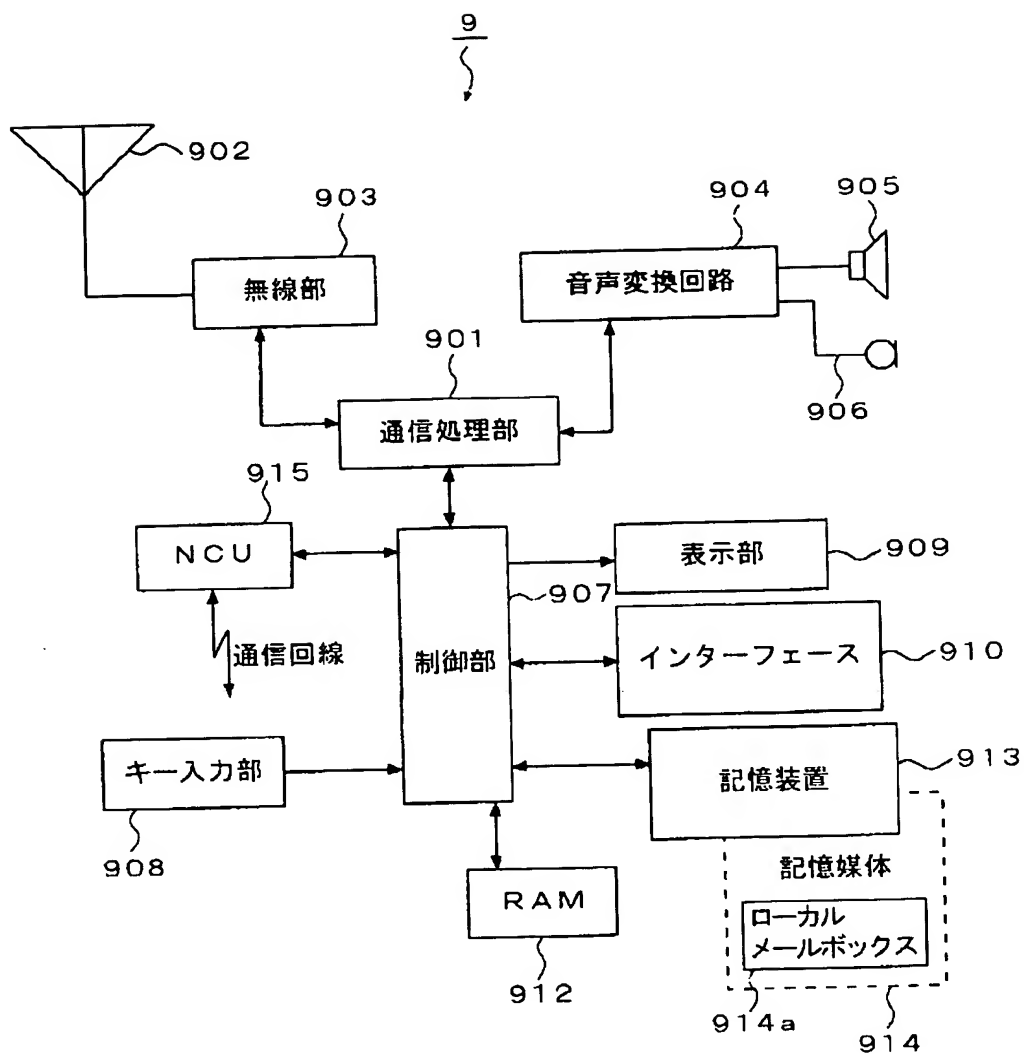 9
902
903
無線部
904
音声変換回路
905
906
901
通信処理部
915
NCU
通信回線
907
制御部
表示部
909
インターフェース
910
キー入力部
908
記憶装置
913
RAM
912
記憶媒体
ローカル
メールボックス
914a
914